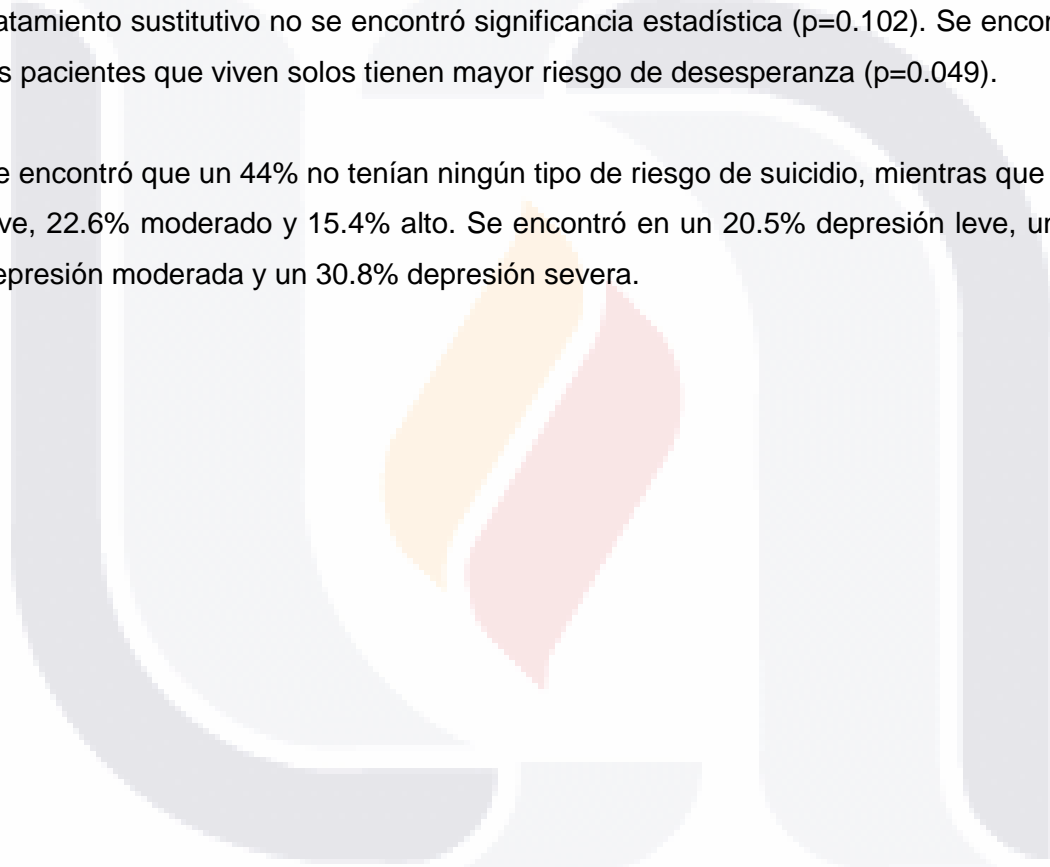 atamiento sustitutivo no se encontró significancia estadística (p=0.102). Se encon
s pacientes que viven solos tienen mayor riesgo de desesperanza (p=0.049).
e encontró que un 44% no tenían ningún tipo de riesgo de suicidio, mientras que
ve, 22.6% moderado y 15.4% alto. Se encontró en un 20.5% depresión leve, un
epresión moderada y un 30.8% depresión severa.